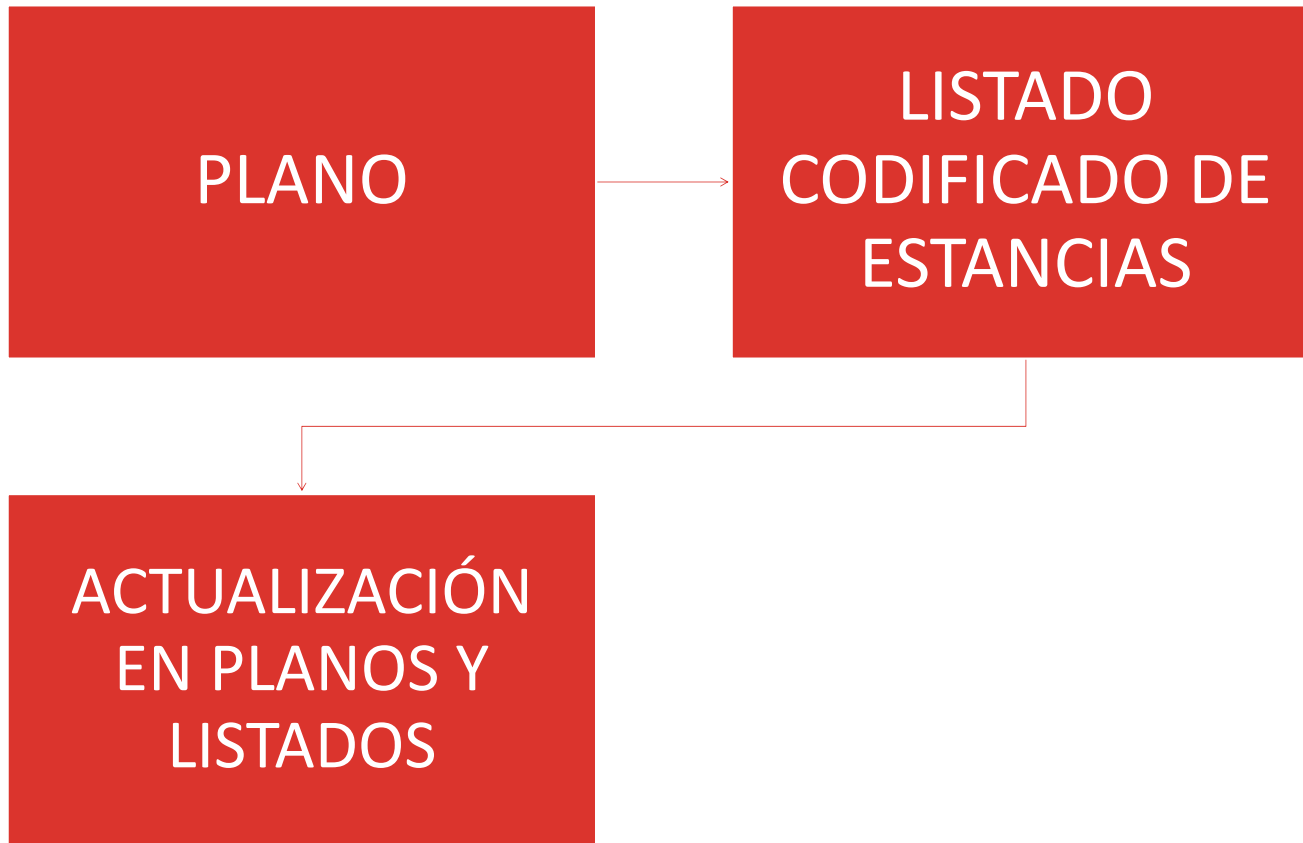 PLANO
LISTADO
CODIFICADO DE
ESTANCIAS
ACTUALIZACIÓN
EN PLANOS Y
LISTADOS